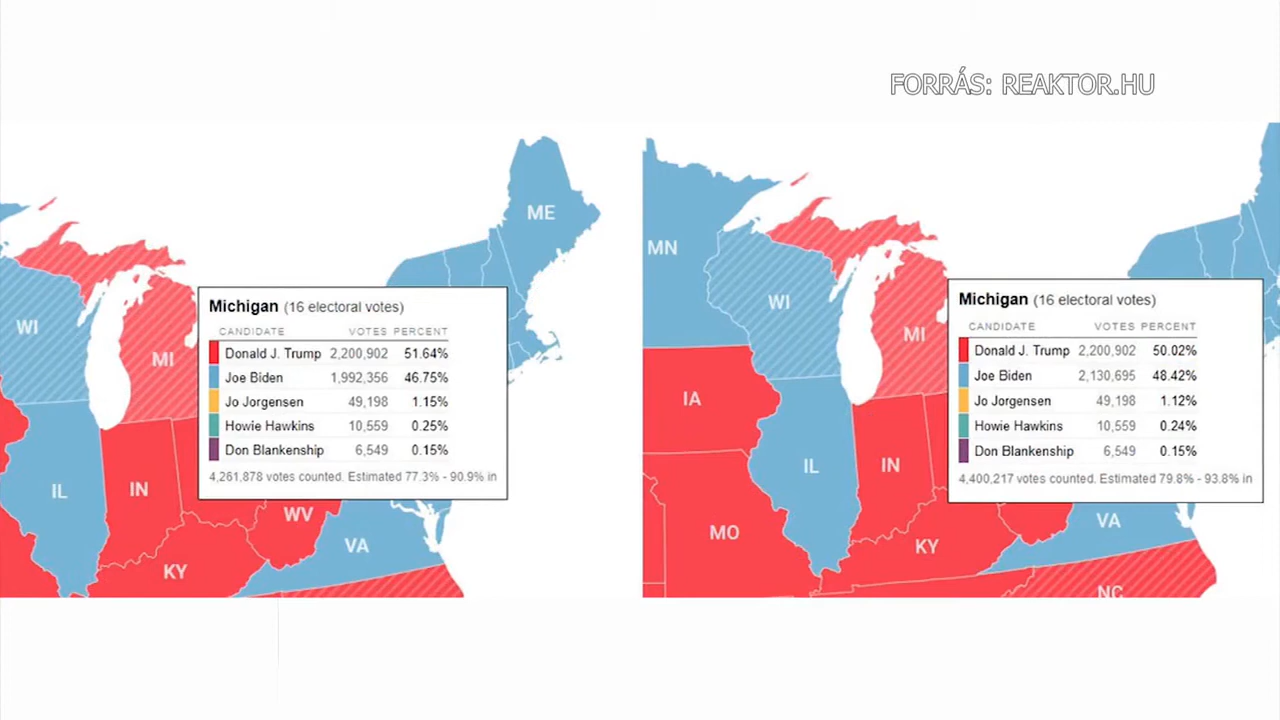 FORRÁS: REAKTOR.HU
ME
WI
MI
IL
IN
WV
KY
VA
Michigan (16 electoral votes)
CANDIDATE VOTES PERCENT
Donald J. Trump 2,200,902 51.64%
Joe Biden 1,992,356 46.75%
Jo Jorgensen 49,198 1.15%
Howie Hawkins 10,559 0.25%
Don Blankenship 6,549 0.15%
4,261,878 votes counted. Estimated 77.3% - 90.9% in
MN
WI
MI
IA
IL
IN
MO
KY
VA
NC
Michigan (16 electoral votes)
CANDIDATE VOTES PERCENT
Donald J. Trump 2,200,902 50.02%
Joe Biden 2,130,695 48.42%
Jo Jorgensen 49,198 1.12%
Howie Hawkins 10,559 0.24%
Don Blankenship 6,549 0.15%
4,400,217 votes counted. Estimated 79.8% - 93.8% in